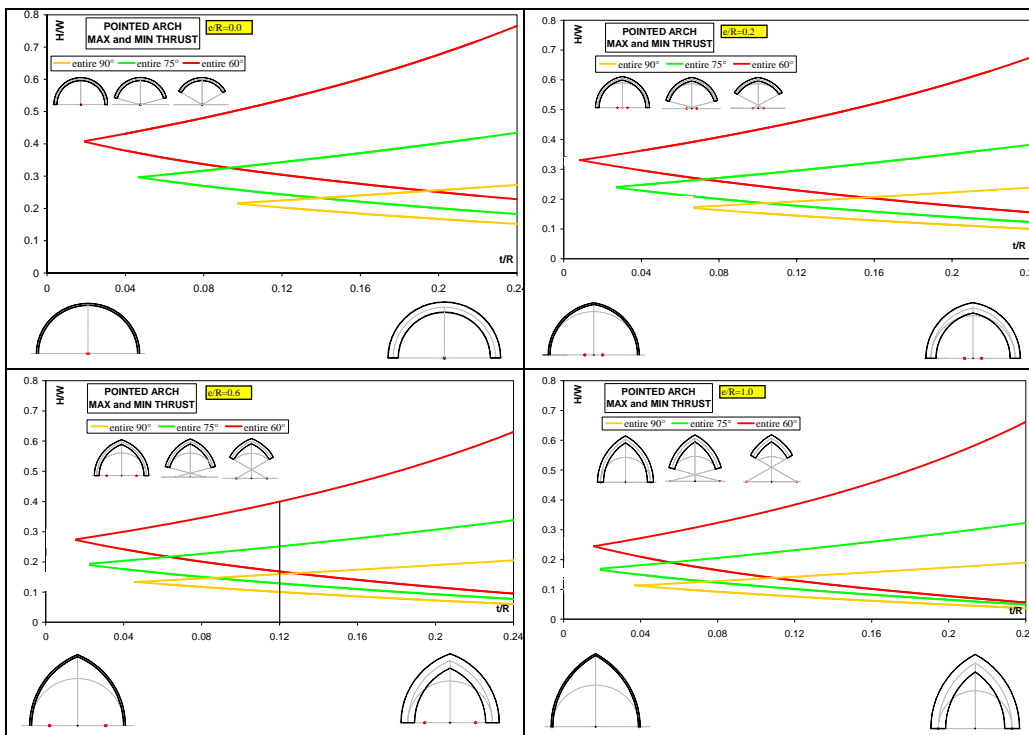 H/W
POINTED ARCH
MAX and MIN THRUST
e/R=0.0
entire 90° entire 75° entire 60°
0.8
0.7
0.6
0.5
0.4
0.3
0.2
0.1
0
t/R
0 0.04 0.08 0.12 0.16 0.2 0.24
H/W
POINTED ARCH
MAX and MIN THRUST
e/R=0.2
entire 90° entire 75° entire 60°
0.8
0.7
0.6
0.5
0.4
0.3
0.2
0.1
0
t/R
0 0.04 0.08 0.12 0.16 0.2 0.24
H/W
POINTED ARCH
MAX and MIN THRUST
e/R=0.6
entire 90° entire 75° entire 60°
0.8
0.7
0.6
0.5
0.4
0.3
0.2
0.1
0
t/R
0 0.04 0.08 0.12 0.16 0.2 0.24
H/W
POINTED ARCH
MAX and MIN THRUST
e/R=1.0
entire 90° entire 75° entire 60°
0.8
0.7
0.6
0.5
0.4
0.3
0.2
0.1
0
t/R
0 0.04 0.08 0.12 0.16 0.2 0.24